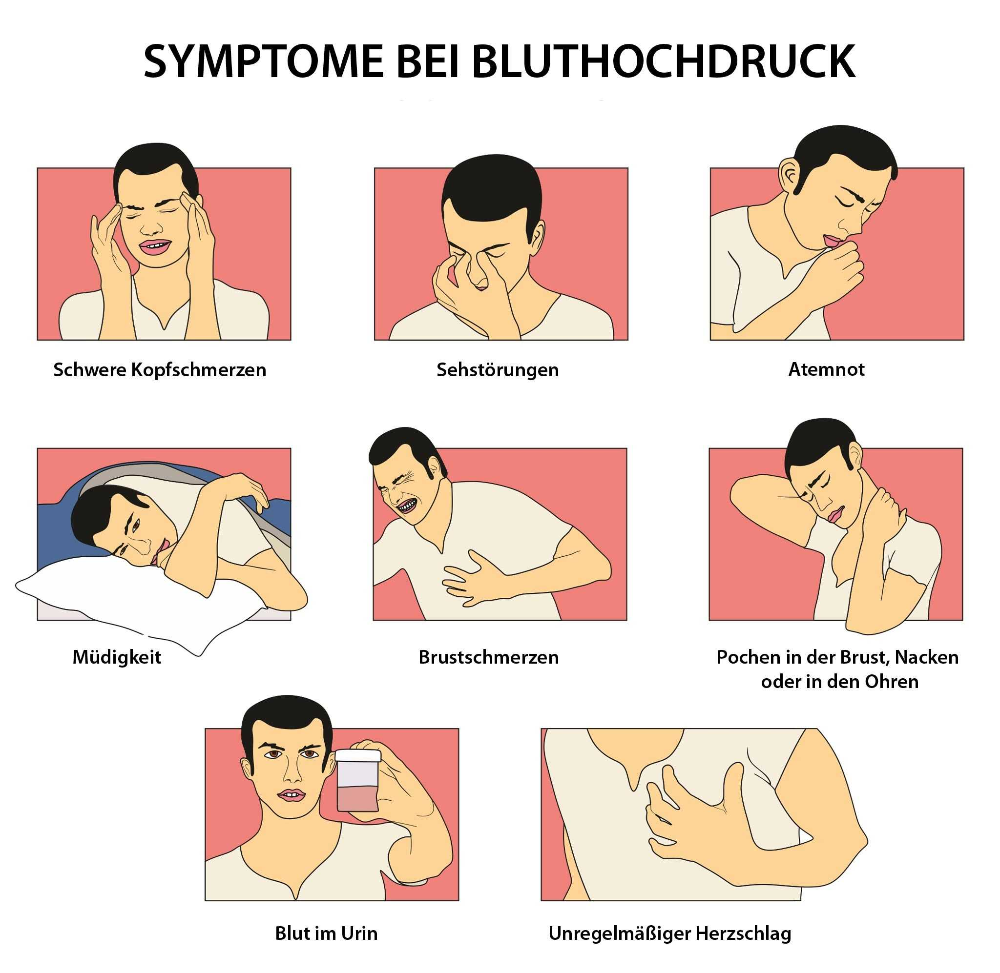 SYMPTOME BEI BLUTHOCHDRUCK
Schwere Kopfschmerzen
Sehstörungen
Atemnot
Müdigkeit
Brustschmerzen
Pochen in der Brust, Nacken
oder in den Ohren
Blut im Urin
Unregelmäßiger Herzschlag